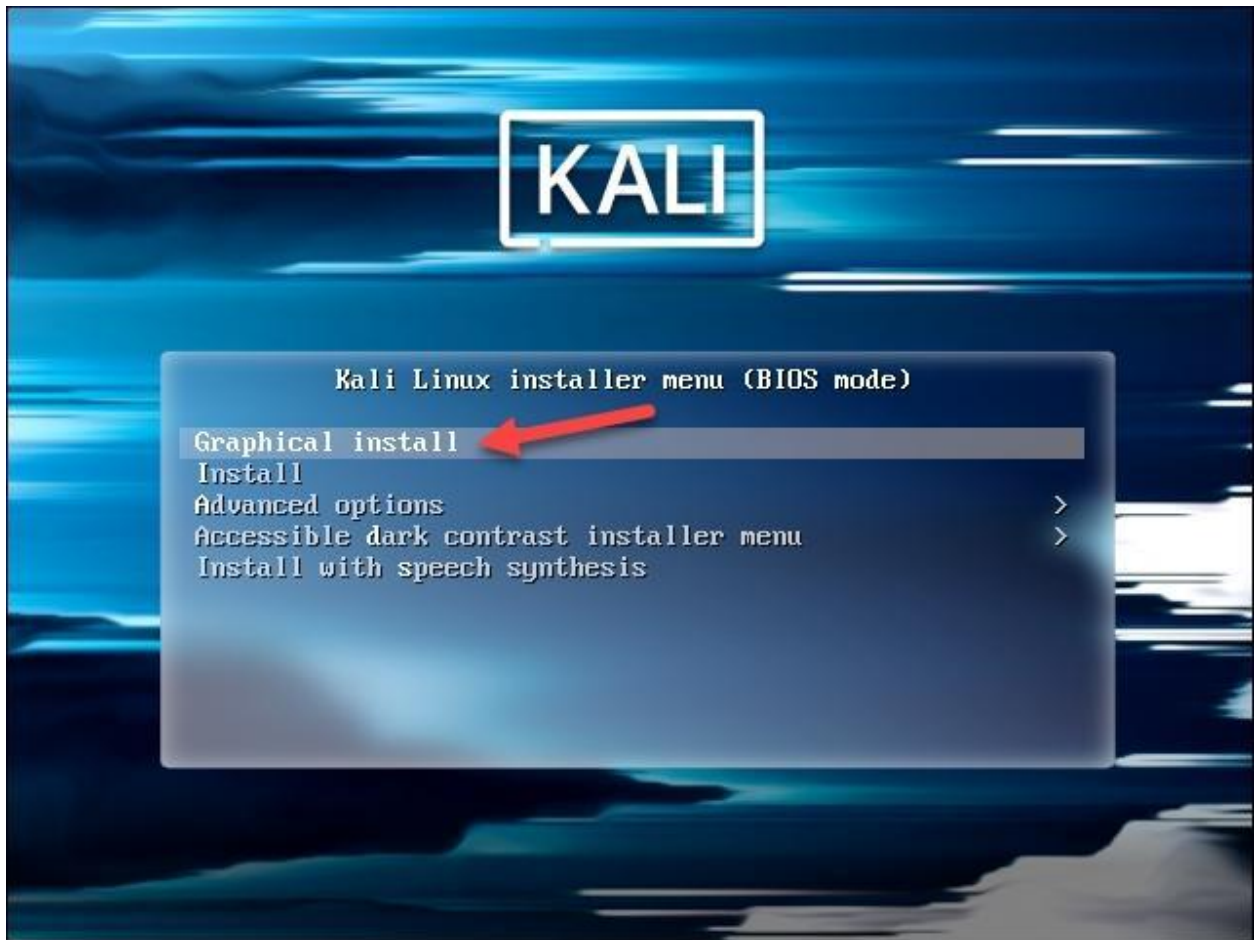 KALI
Kali Linux installer menu (BIOS mode)
Graphical install
Install
Advanced options >
Accessible dark contrast installer menu >
Install with speech synthesis